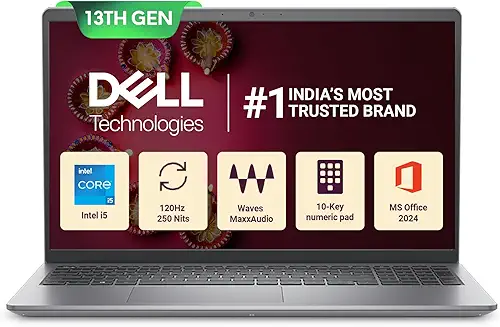 13TH GEN
DELL
Technologies
#1 INDIA'S MOST
TRUSTED BRAND
intel
CORE
i5
Intel i5
120Hz
250 Nits
Waves
MaxxAudio
10-Key
numeric pad
MS Office
2024